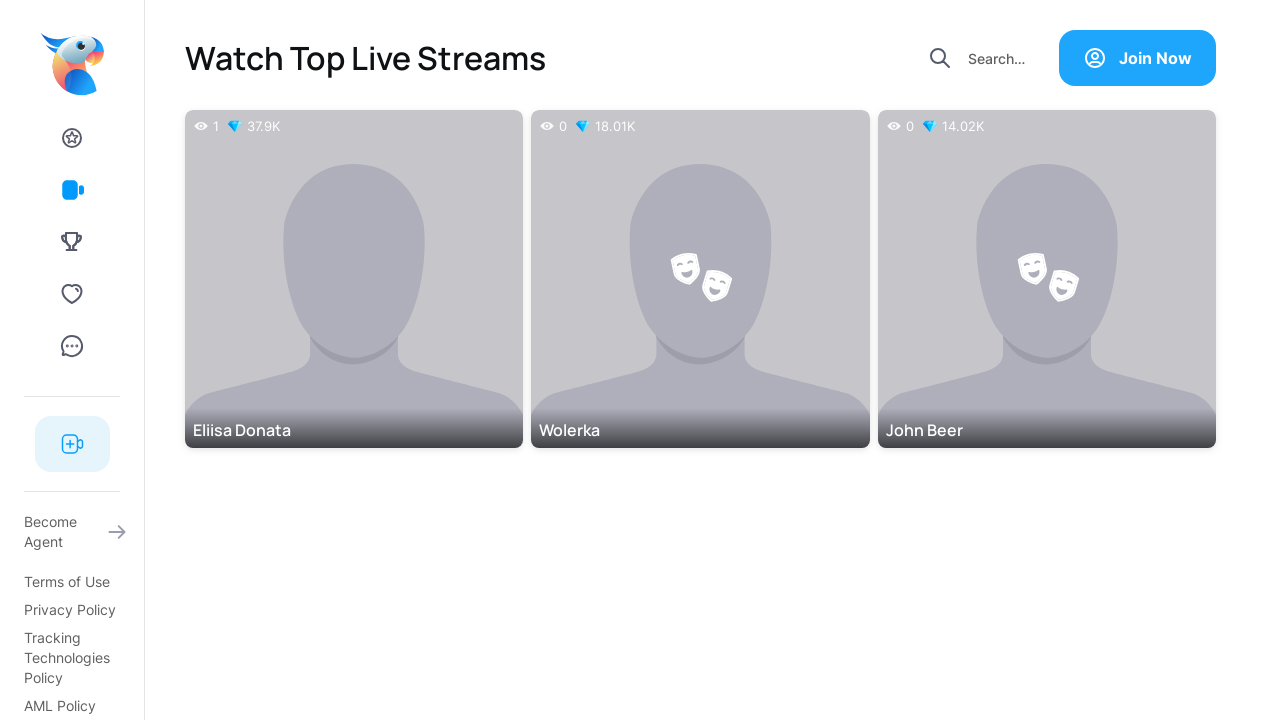 Watch Top Live Streams
Search...
Join Now
1 37.9K
0 18.01K
0 14.02K
Eliisa Donata
Wolerka
John Beer
Become
Agent
Terms of Use
Privacy Policy
Tracking
Technologies
Policy
AML Policy